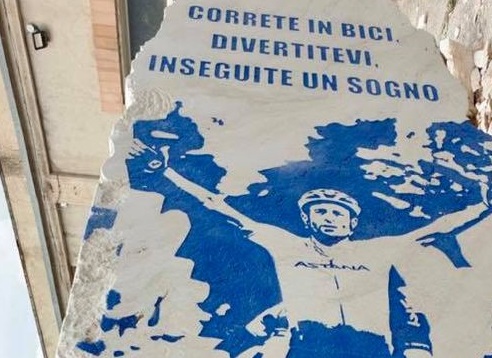 CORRETE IN BICI,
DIVERTITEVI,
INSEGUITE UN SOGNO
ASTANA